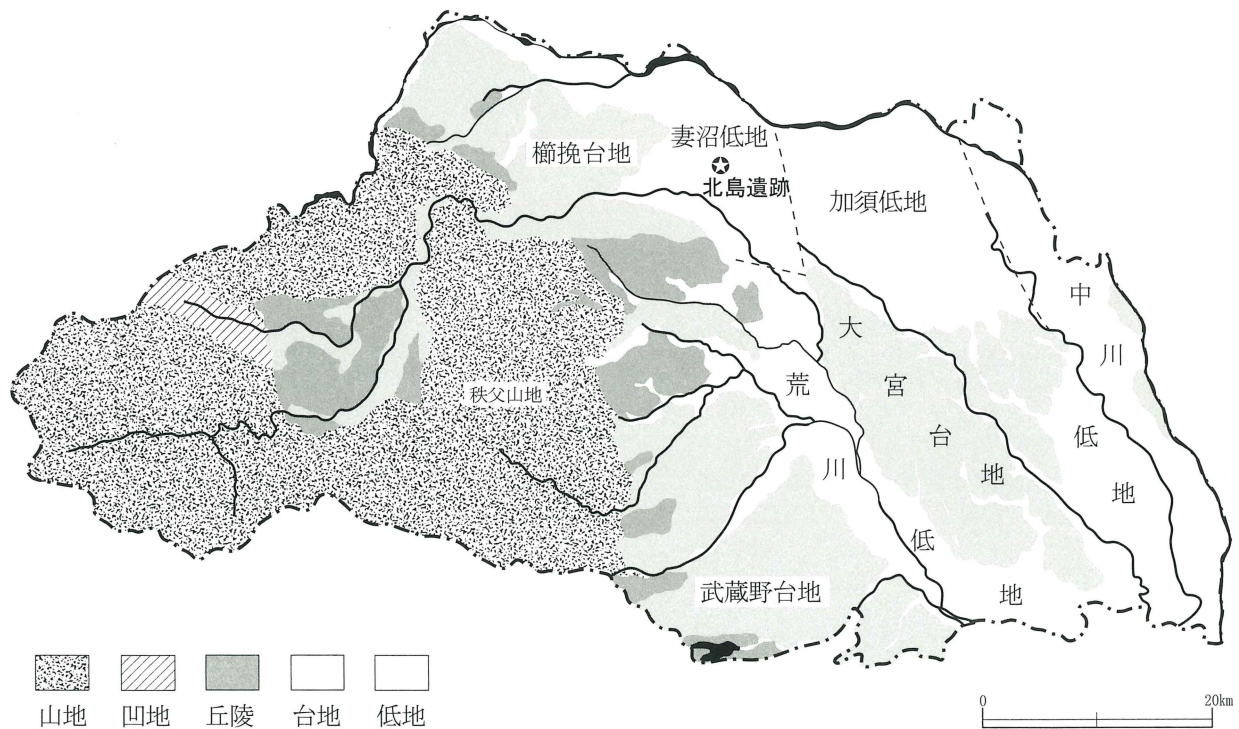 櫛挽台地
妻沼低地
北島遺跡
加須低地
中川低地
大宮台地
荒川低地
秩父山地
武蔵野台地
山地
凹地
丘陵
台地
低地
0
20km